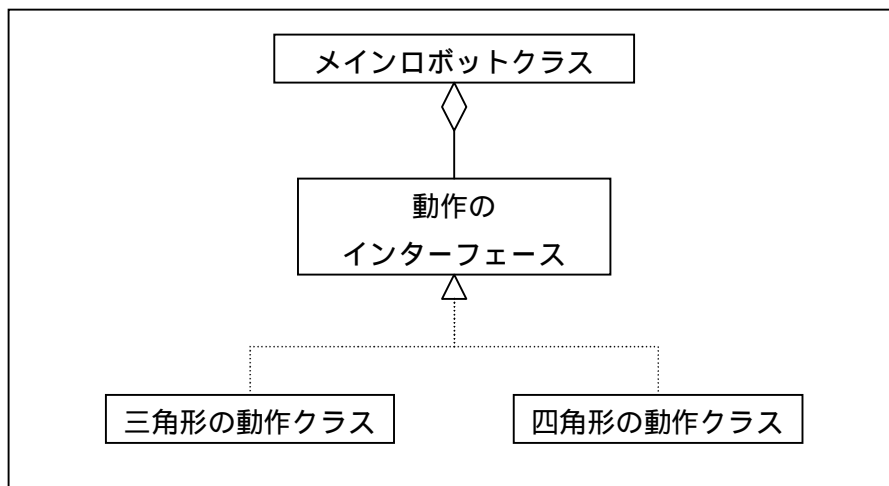 メインロボットクラス
動作の
インターフェース
三角形の動作クラス
四角形の動作クラス